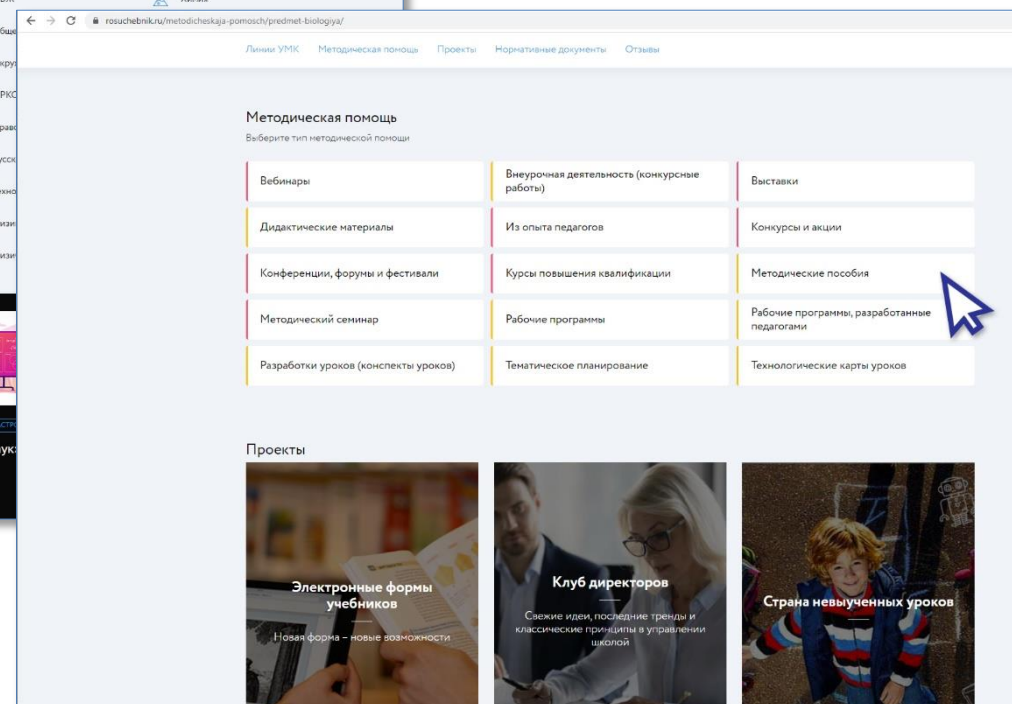 rosuchebnik.ru/metodicheskaja-pomosch/predmet-biologiya/
Линии УМК Методическая помощь Проекты Нормативные документы Отзывы
Методическая помощь
Выберите тип методической помощи
Вебинары
Внеурочная деятельность (конкурсные
работы)
Выставки
Дидактические материалы
Из опыта педагогов
Конкурсы и акции
Конференции, форумы и фестивали
Курсы повышения квалификации
Методические пособия
Методический семинар
Рабочие программы
Рабочие программы, разработанные
педагогами
Разработки уроков (конспекты уроков)
Тематическое планирование
Технологические карты уроков
Проекты
Электронные формы
учебников
Новая форма – новые возможности
Клуб директоров
Свежие идеи, последние тренды и
классические принципы в управлении
школой
Страна невыученных уроков